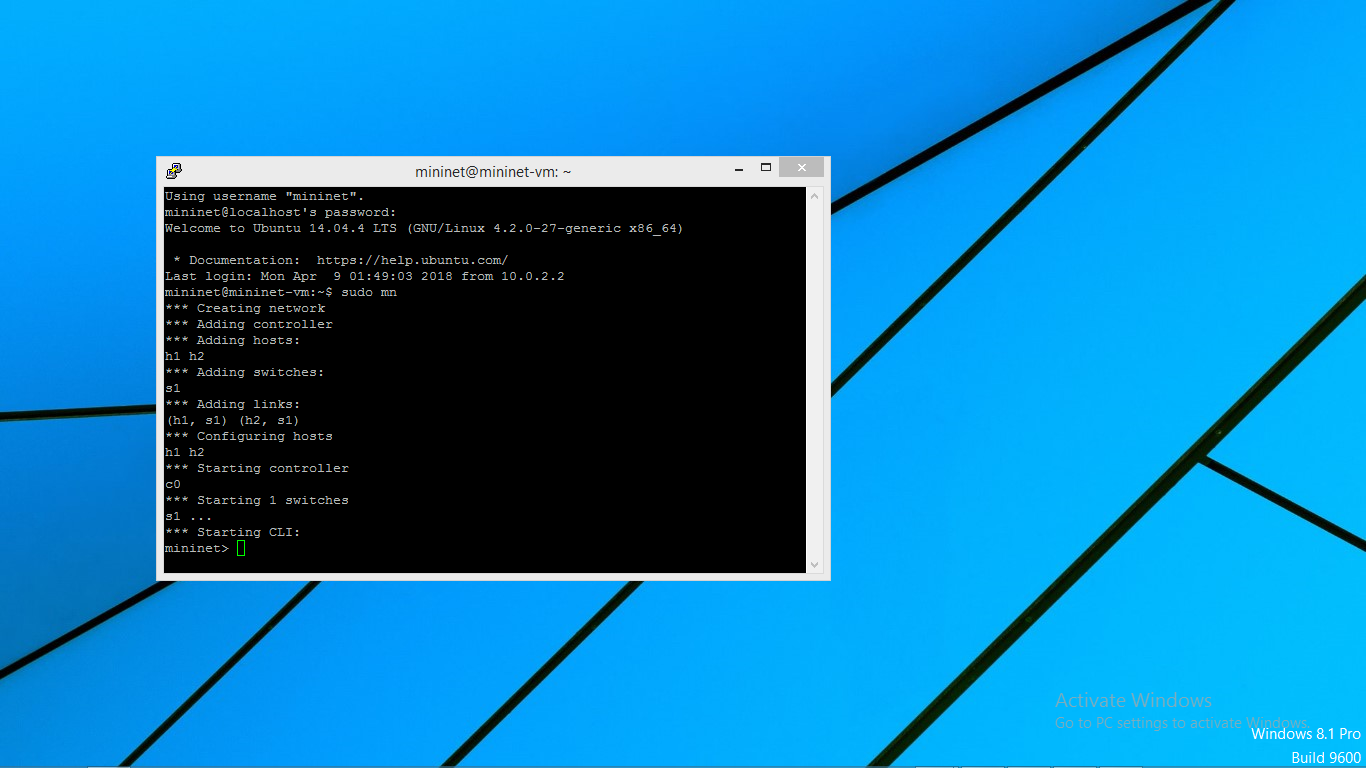 mininet@mininet-vm: ~
Using username "mininet".
mininet@localhost's password:
Welcome to Ubuntu 14.04.4 LTS (GNU/Linux 4.2.0-27-generic x86_64)
* Documentation:  https://help.ubuntu.com/
Last login: Mon Apr  9 01:49:03 2018 from 10.0.2.2
mininet@mininet-vm:~$ sudo mn
*** Creating network
*** Adding controller
*** Adding hosts:
h1 h2
*** Adding switches:
s1
*** Adding links:
(h1, s1) (h2, s1)
*** Configuring hosts
h1 h2
*** Starting controller
c0
*** Starting 1 switches
s1 ...
*** Starting CLI:
mininet>
Activate Windows
Go to PC settings to activate Windows.
Windows 8.1 Pro
Build 9600